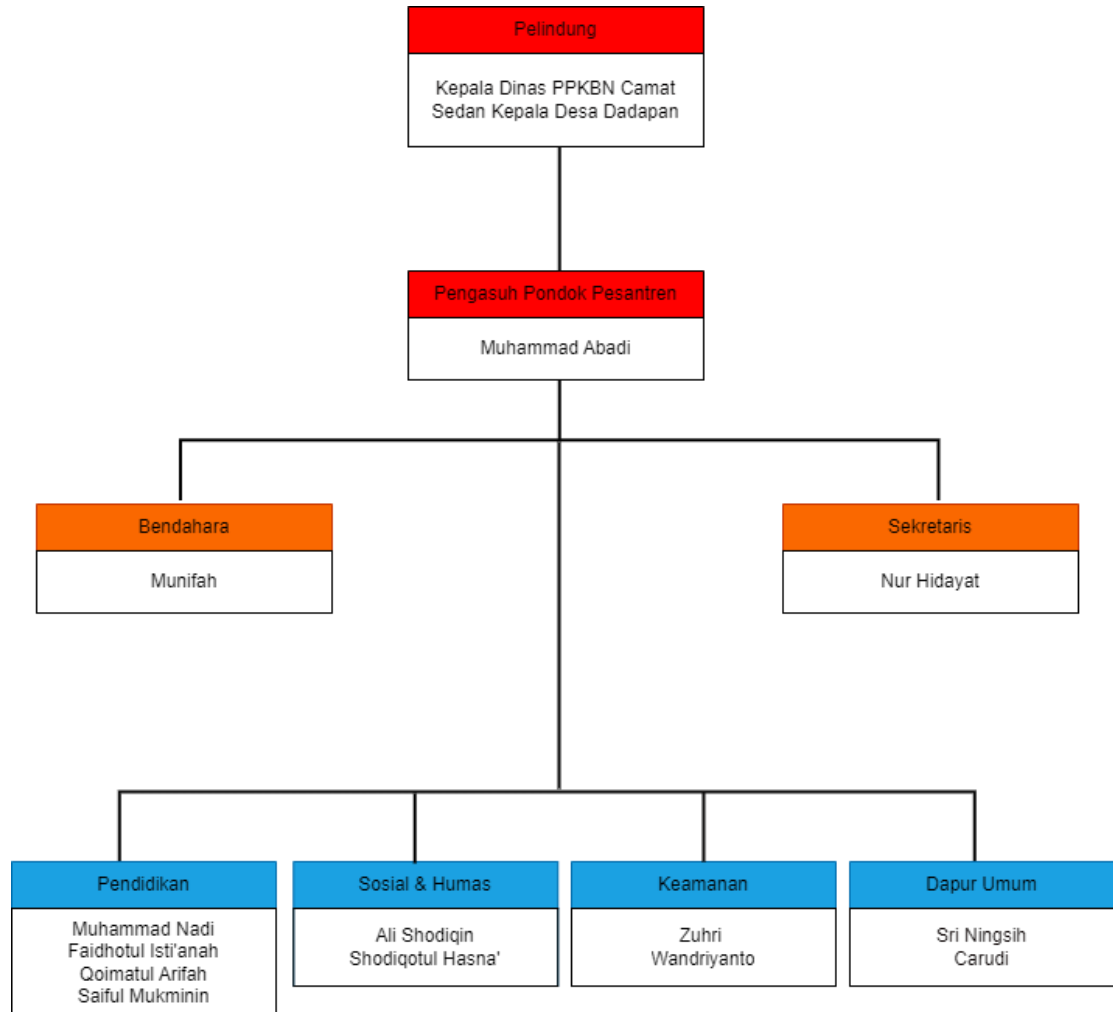 Pelindung
Kepala Dinas PPKBN Camat
Sedan Kepala Desa Dadapan
Pengasuh Pondok Pesantren
Muhammad Abadi
Bendahara
Munifah
Sekretaris
Nur Hidayat
Pendidikan
Muhammad Nadi
Faidhotul Isti'anah
Qoimatul Arifah
Saiful Mukminin
Sosial & Humas
Ali Shodiqin
Shodiqotul Hasna'
Keamanan
Zuhri
Wandriyanto
Dapur Umum
Sri Ningsih
Carudi